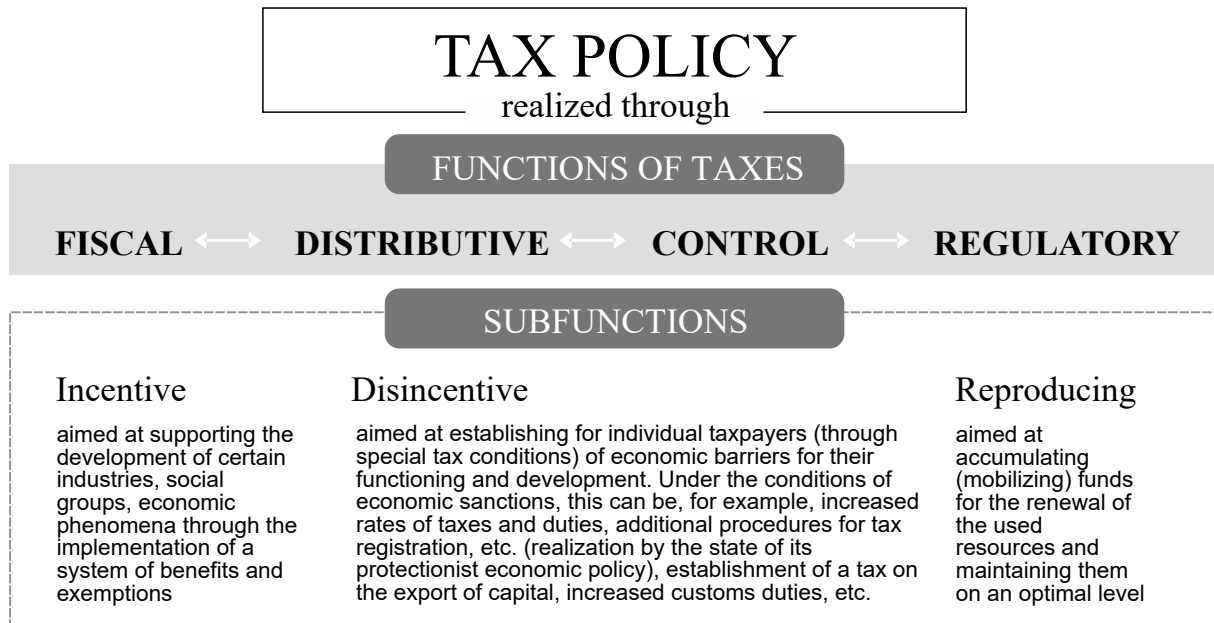 TAX POLICY
realized through
FUNCTIONS OF TAXES
FISCAL DISTRIBUTIVE CONTROL REGULATORY
SUBFUNCTIONS
Incentive
aimed at supporting the
development of certain
industries, social
groups, economic
phenomena through the
implementation of a
system of benefits and
exemptions
Disincentive
aimed at establishing for individual taxpayers (through
special tax conditions) of economic barriers for their
functioning and development. Under the conditions of
economic sanctions, this can be, for example, increased
rates of taxes and duties, additional procedures for tax
registration, etc. (realization by the state of its
protectionist economic policy), establishment of a tax on
the export of capital, increased customs duties, etc.
Reproducing
aimed at
accumulating
(mobilizing) funds
for the renewal of
the used
resources and
maintaining them
on an optimal level